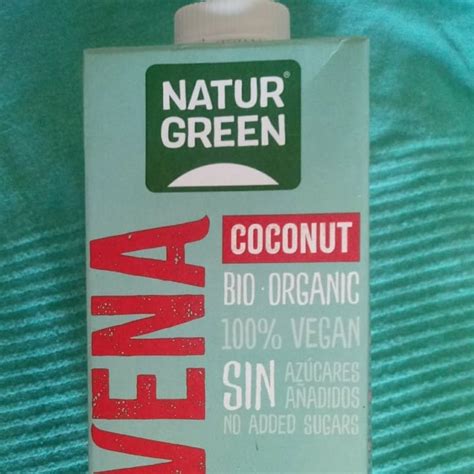 NATUR®
GREEN
VENA
COCONUT
BIO · ORGANIC
100% VEGAN
SIN AZÚCARES
AÑADIDOS
NO ADDED SUGARS